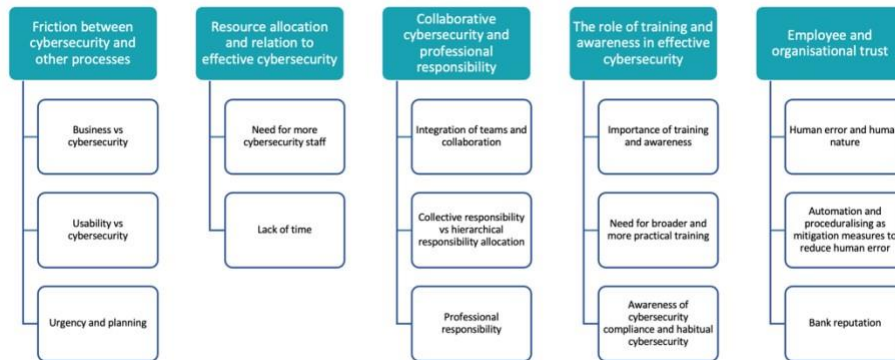 Friction between
cybersecurity and
other processes
Business vs
cybersecurity
Usability vs
cybersecurity
Urgency and planning
Resource allocation
and relation to
effective cybersecurity
Need for more
cybersecurity staff
Lack of time
Collaborative
cybersecurity and
professional
responsibility
Integration of teams and
collaboration
Collective responsibility
vs hierarchical
responsibility allocation
Professional
responsibility
The role of training and
awareness in effective
cybersecurity
Importance of training
and awareness
Need for broader and
more practical training
Awareness of
cybersecurity
compliance and habitual
cybersecurity
Employee and
organisational trust
Human error and human
nature
Automation and
proceduralising as
mitigation measures to
reduce human error
Bank reputation